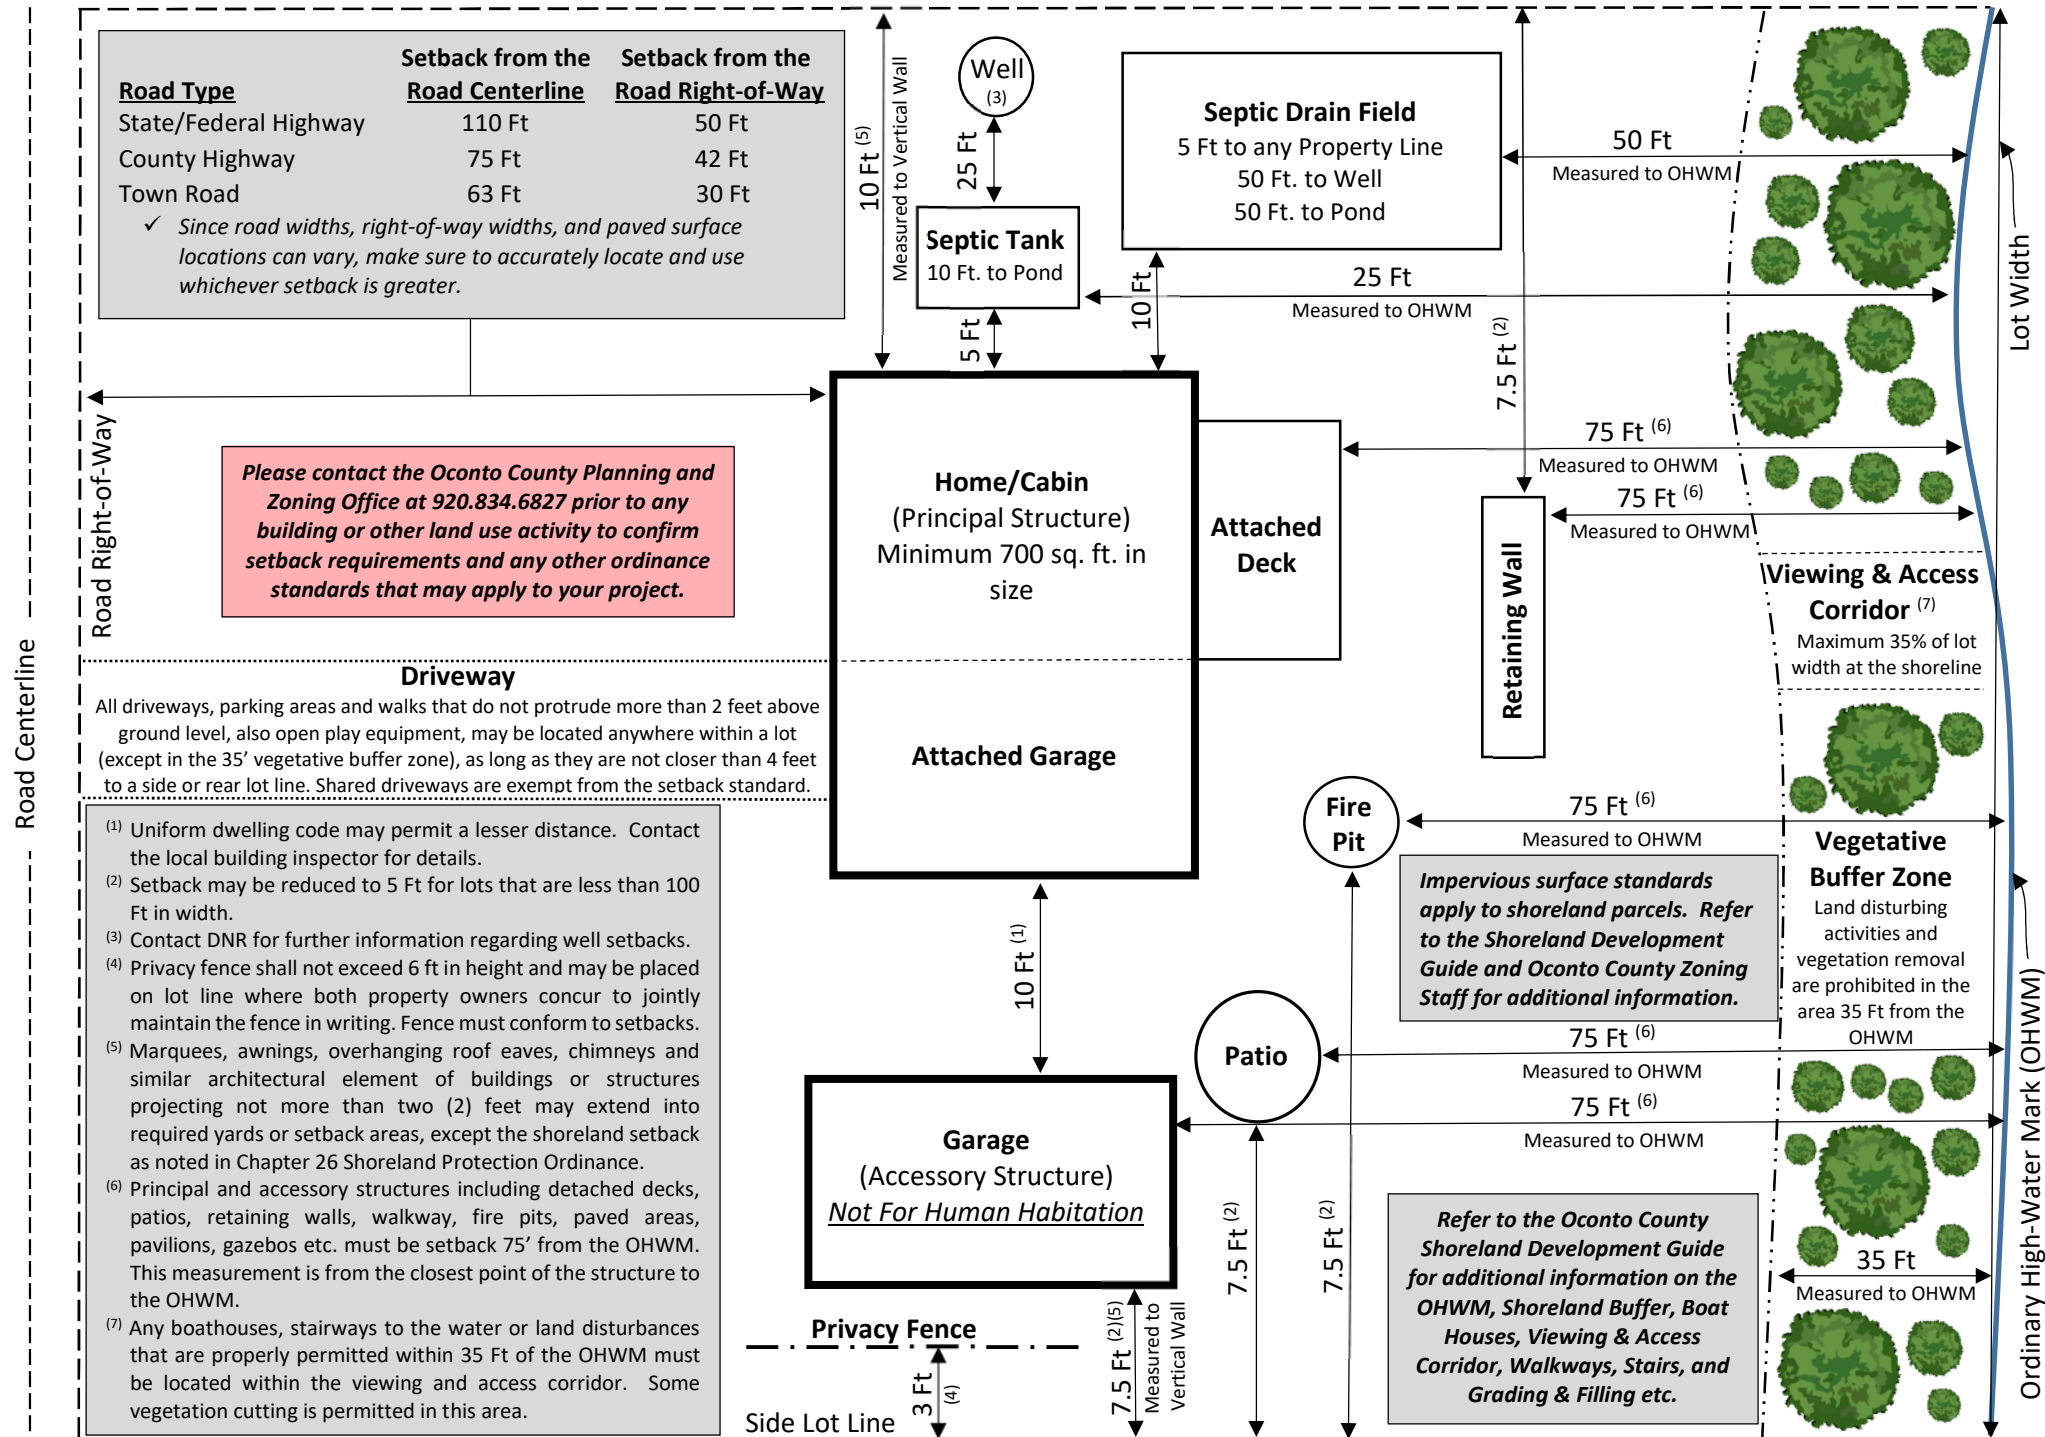 Setback from the Setback from the
Road Type Road Centerline Road Right-of-Way
State/Federal Highway 110 Ft 50 Ft
County Highway 75 Ft 42 Ft
Town Road 63 Ft 30 Ft
✓ Since road widths, right-of-way widths, and paved surface
locations can vary, make sure to accurately locate and use
whichever setback is greater.
10 Ft (5)
Measured to Vertical Wall
Well
(3)
25 Ft
Septic Tank
10 Ft. to Pond
5 Ft
Septic Drain Field
5 Ft to any Property Line
50 Ft. to Well
50 Ft. to Pond
10 Ft
50 Ft
Measured to OHWM
25 Ft
Measured to OHWM
7.5 Ft (2)
Lot Width
Road Centerline
Road Right-of-Way
Please contact the Oconto County Planning and
Zoning Office at 920.834.6827 prior to any
building or other land use activity to confirm
setback requirements and any other ordinance
standards that may apply to your project.
Home/Cabin
(Principal Structure)
Minimum 700 sq. ft. in
size
Attached
Deck
75 Ft (6)
Measured to OHWM
75 Ft (6)
Measured to OHWM
Retaining Wall
Viewing & Access
Corridor (7)
Maximum 35% of lot
width at the shoreline
Driveway
All driveways, parking areas and walks that do not protrude more than 2 feet above
ground level, also open play equipment, may be located anywhere within a lot
(except in the 35' vegetative buffer zone), as long as they are not closer than 4 feet
to a side or rear lot line. Shared driveways are exempt from the setback standard.
Attached Garage
Fire
Pit
75 Ft (6)
Measured to OHWM
Vegetative
Buffer Zone
Land disturbing
activities and
vegetation removal
are prohibited in the
area 35 Ft from the
OHWM
Impervious surface standards
apply to shoreland parcels. Refer
to the Shoreland Development
Guide and Oconto County Zoning
Staff for additional information.
(1) Uniform dwelling code may permit a lesser distance. Contact
the local building inspector for details.
(2) Setback may be reduced to 5 Ft for lots that are less than 100
Ft in width.
(3) Contact DNR for further information regarding well setbacks.
(4) Privacy fence shall not exceed 6 ft in height and may be placed
on lot line where both property owners concur to jointly
maintain the fence in writing. Fence must conform to setbacks.
(5) Marquees, awnings, overhanging roof eaves, chimneys and
similar architectural element of buildings or structures
projecting not more than two (2) feet may extend into
required yards or setback areas, except the shoreland setback
as noted in Chapter 26 Shoreland Protection Ordinance.
(6) Principal and accessory structures including detached decks,
patios, retaining walls, walkway, fire pits, paved areas,
pavilions, gazebos etc. must be setback 75' from the OHWM.
This measurement is from the closest point of the structure to
the OHWM.
(7) Any boathouses, stairways to the water or land disturbances
that are properly permitted within 35 Ft of the OHWM must
be located within the viewing and access corridor. Some
vegetation cutting is permitted in this area.
10 Ft (1)
Patio
75 Ft (6)
Measured to OHWM
75 Ft (6)
Measured to OHWM
Garage
(Accessory Structure)
Not For Human Habitation
7.5 Ft (2)
7.5 Ft (2)
Refer to the Oconto County
Shoreland Development Guide
for additional information on the
OHWM, Shoreland Buffer, Boat
Houses, Viewing & Access
Corridor, Walkways, Stairs, and
Grading & Filling etc.
35 Ft
Measured to OHWM
Ordinary High-Water Mark (OHWM)
Privacy Fence
3 Ft
(4)
7.5 Ft (2)(5)
Measured to
Vertical Wall
Side Lot Line